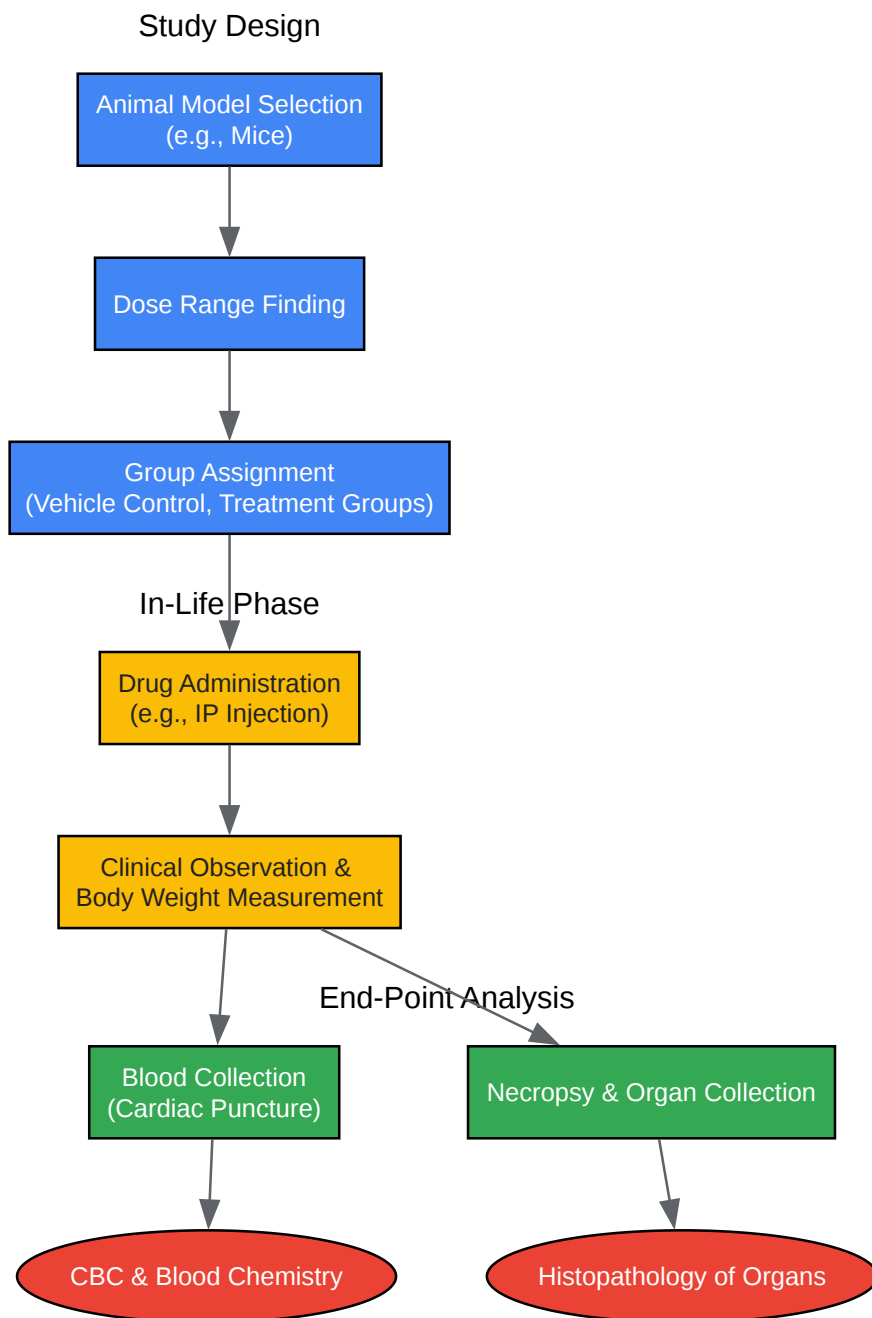 Study Design
Animal Model Selection
(e.g., Mice)
Dose Range Finding
Group Assignment
(Vehicle Control, Treatment Groups)
In-Life Phase
Drug Administration
(e.g., IP Injection)
Clinical Observation &
Body Weight Measurement
End-Point Analysis
Blood Collection
(Cardiac Puncture)
Necropsy & Organ Collection
CBC & Blood Chemistry
Histopathology of Organs